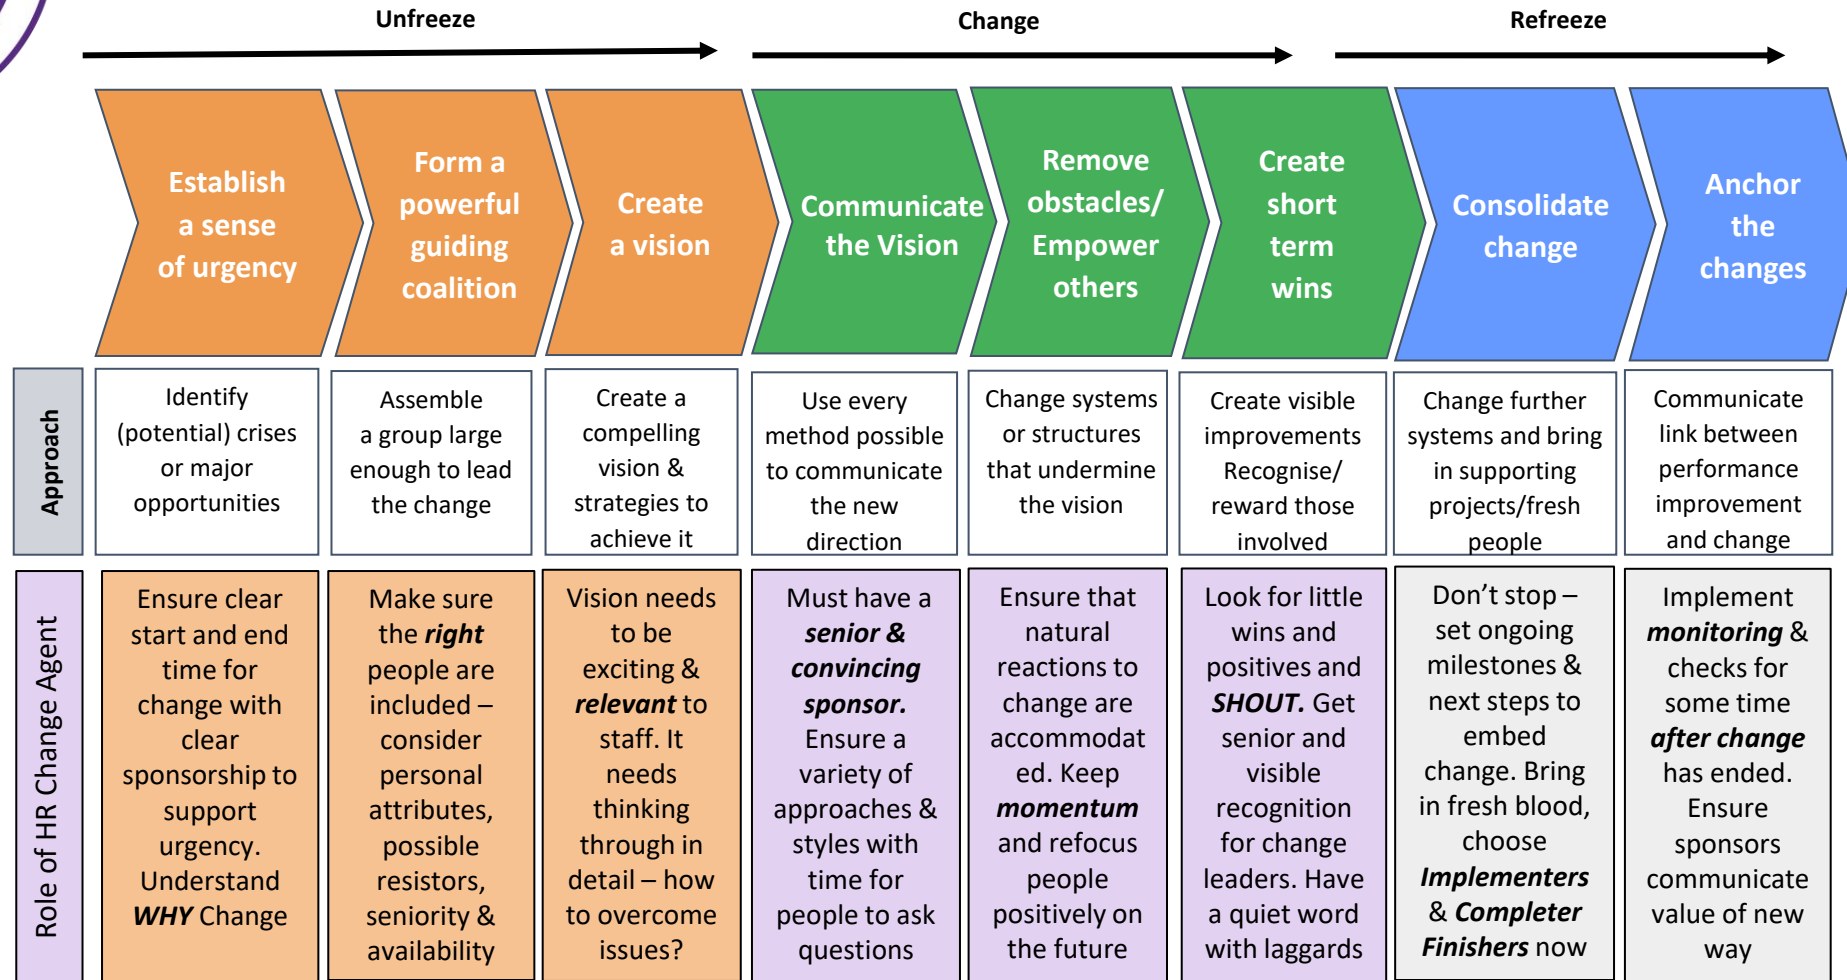 Unfreeze
Change
Refreeze
Establish
a sense
of urgency
Form a
powerful
guiding
coalition
Create
a vision
Communicate
the Vision
Remove
obstacles/
Empower
others
Create
short
term
wins
Consolidate
change
Anchor
the
changes
Approach
Identify
(potential) crises
or major
opportunities
Assemble
a group large
enough to lead
the change
Create a
compelling
vision &
strategies to
achieve it
Use every
method possible
to communicate
the new
direction
Change systems
or structures
that undermine
the vision
Create visible
improvements
Recognise/
reward those
involved
Change further
systems and bring
in supporting
projects/fresh
people
Communicate
link between
performance
improvement
and change
Role of HR Change Agent
Ensure clear
start and end
time for
change with
clear
sponsorship to
support
urgency.
Understand
WHY Change
Make sure
the right
people are
included –
consider
personal
attributes,
possible
resistors,
seniority &
availability
Vision needs
to be
exciting &
relevant to
staff. It
needs
thinking
through in
detail – how
to overcome
issues?
Must have a
senior &
convincing
sponsor.
Ensure a
variety of
approaches &
styles with
time for
people to ask
questions
Ensure that
natural
reactions to
change are
accommodat
ed. Keep
momentum
and refocus
people
positively on
the future
Look for little
wins and
positives and
SHOUT. Get
senior and
visible
recognition
for change
leaders. Have
a quiet word
with laggards
Don’t stop –
set ongoing
milestones &
next steps to
embed
change. Bring
in fresh blood,
choose
Implementers
& Completer
Finishers now
Implement
monitoring &
checks for
some time
after change
has ended.
Ensure
sponsors
communicate
value of new
way